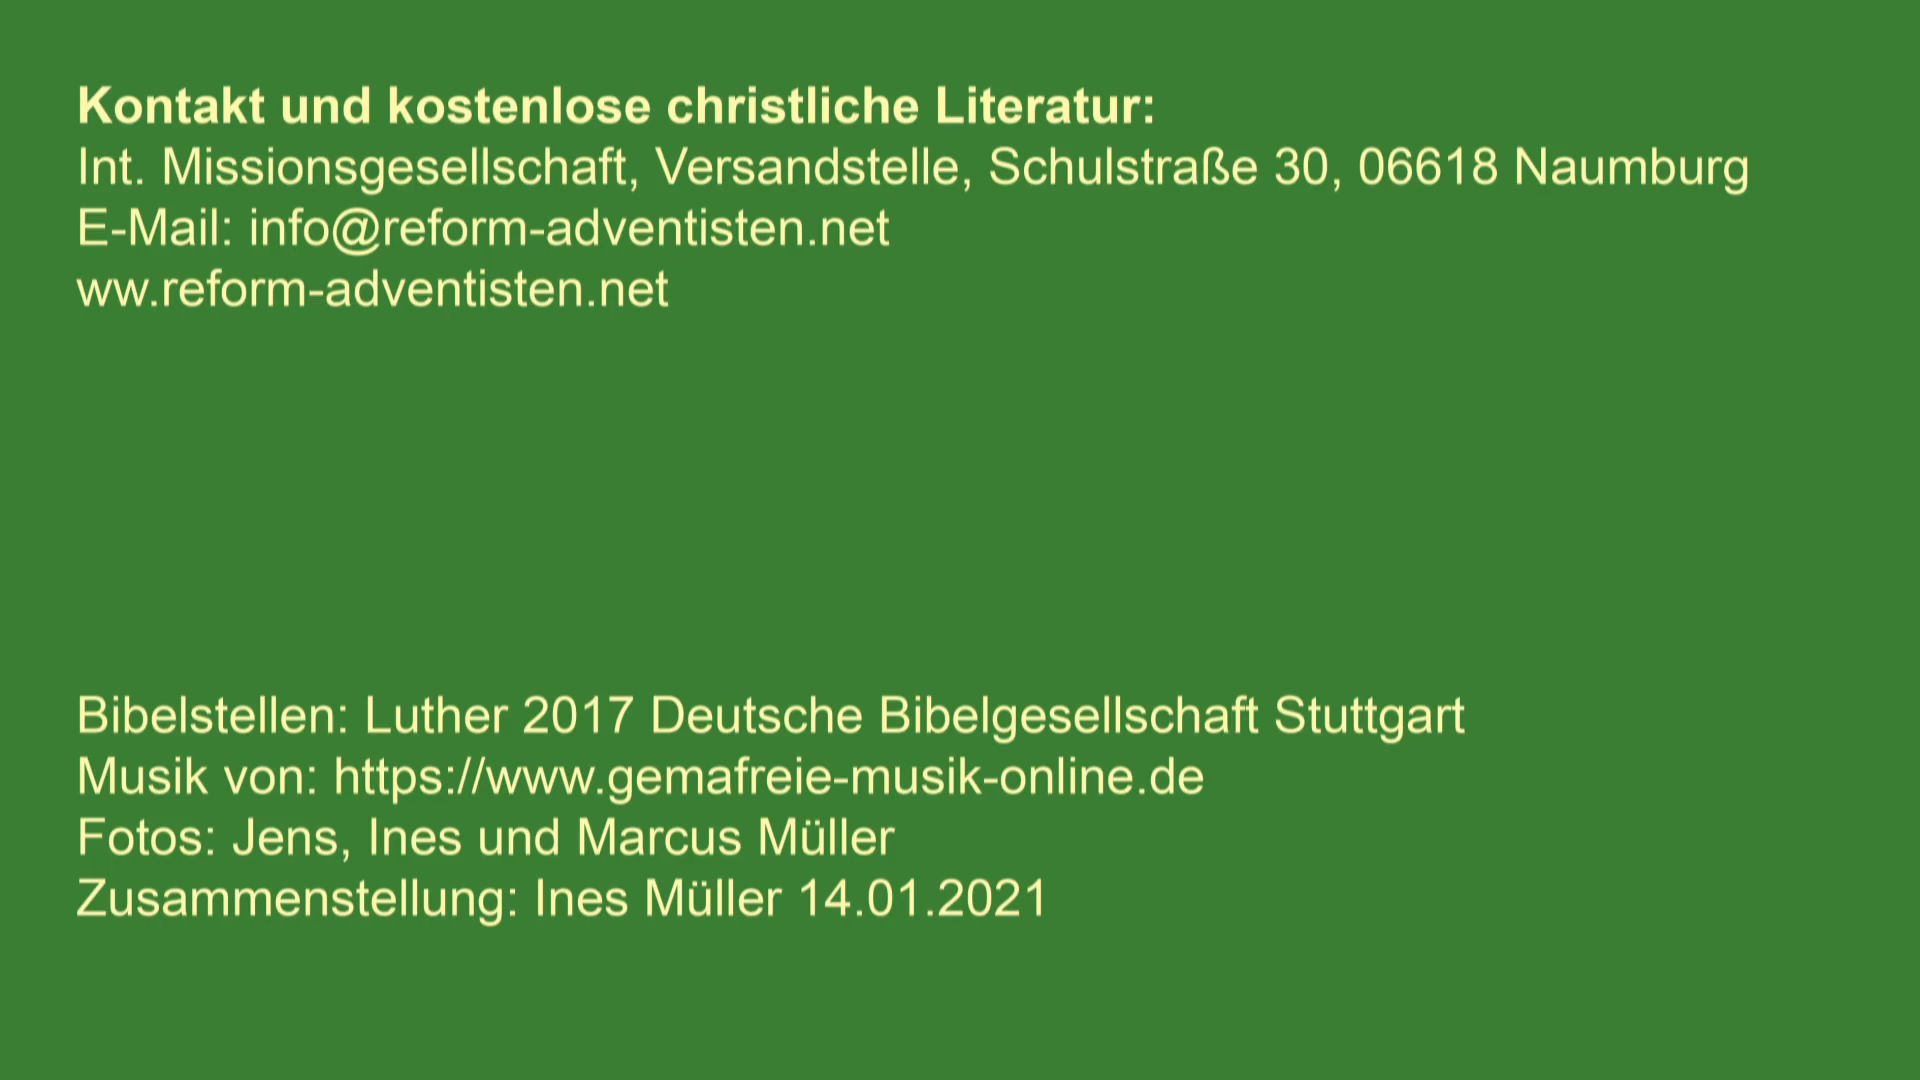 Kontakt und kostenlose christliche Literatur:
Int. Missionsgesellschaft, Versandstelle, Schulstraße 30, 06618 Naumburg
E-Mail: info@reform-adventisten.net
ww.reform-adventisten.net
Bibelstellen: Luther 2017 Deutsche Bibelgesellschaft Stuttgart
Musik von: https://www.gemafreie-musik-online.de
Fotos: Jens, Ines und Marcus Müller
Zusammenstellung: Ines Müller 14.01.2021